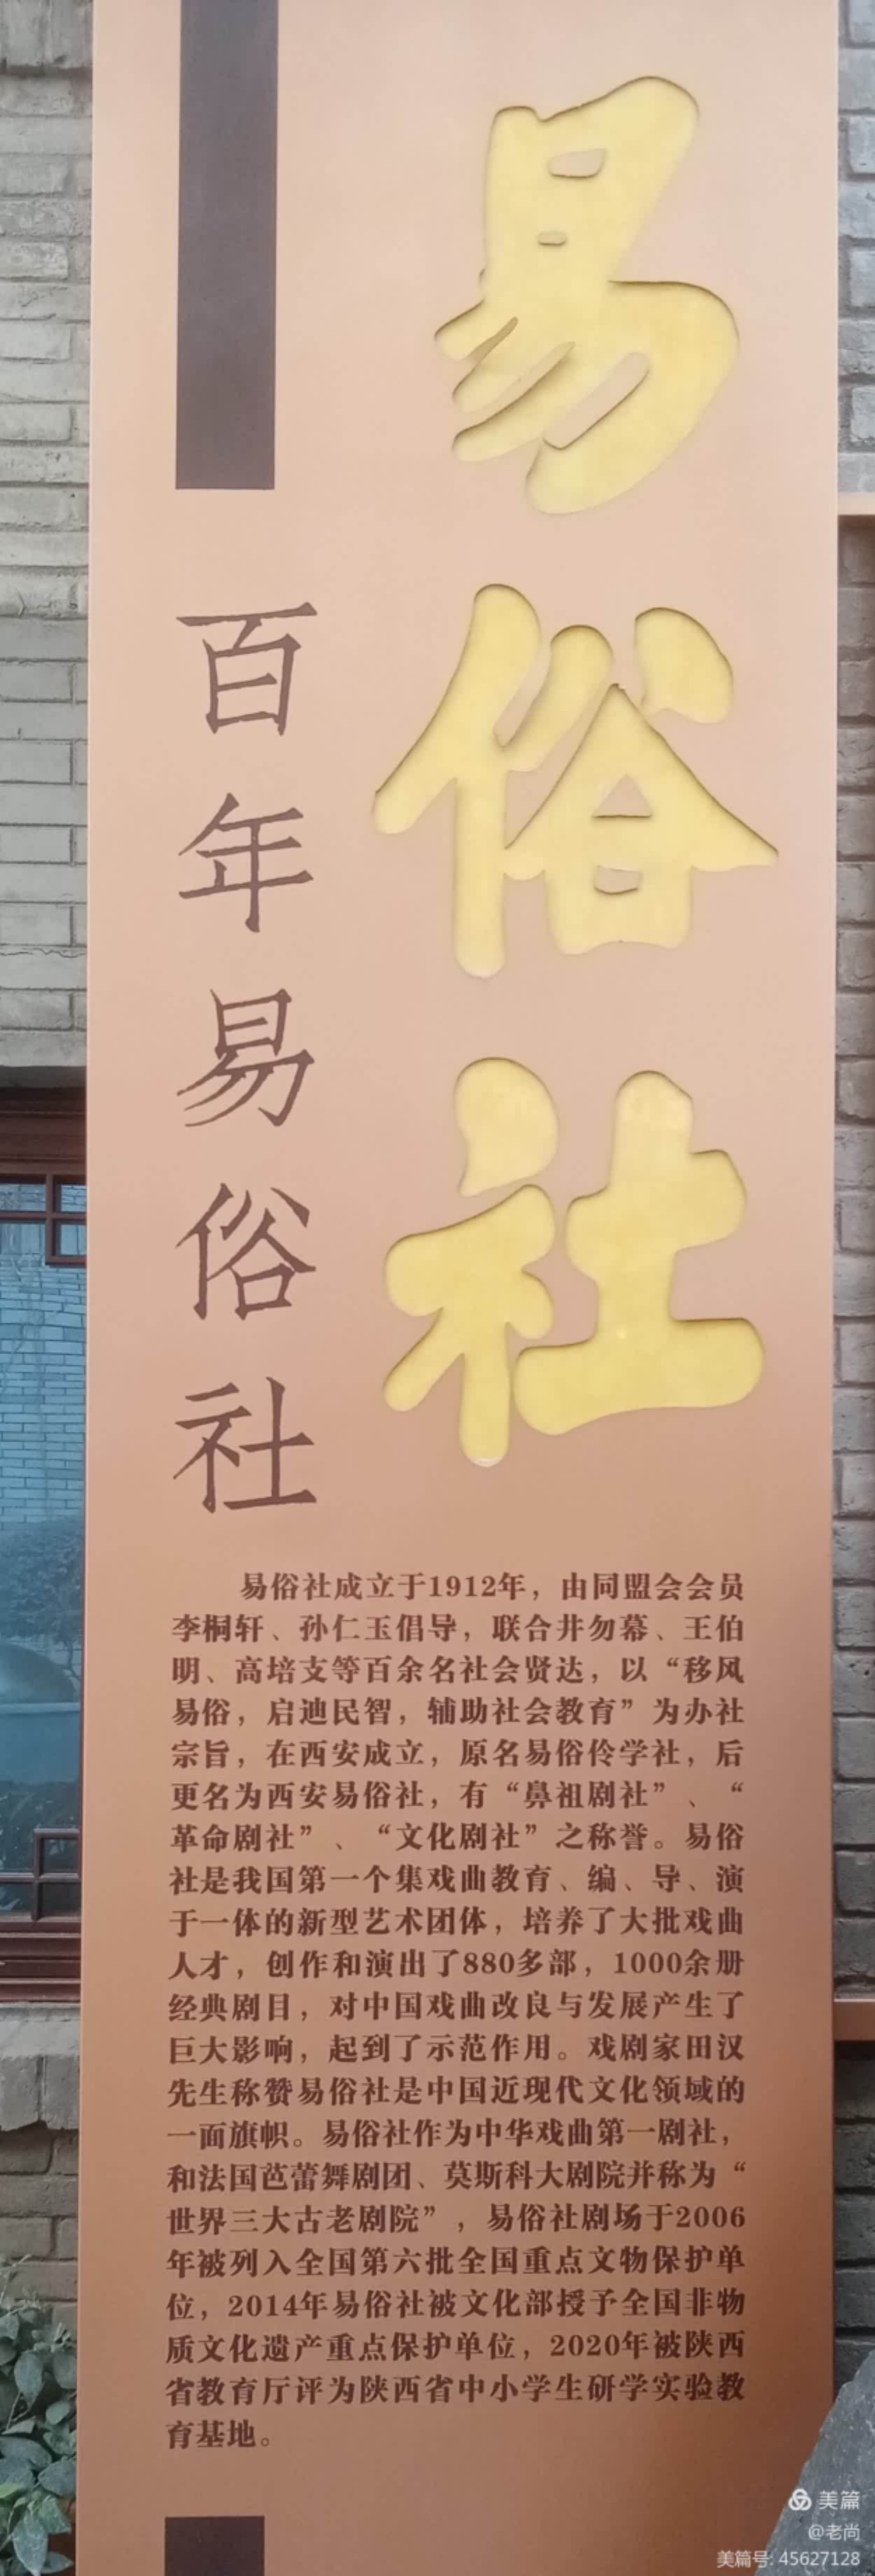 易俗社
百年易俗社
易俗社成立于1912年，由同盟会会员
李桐轩、孙仁玉倡导，联合井勿幕、王伯
明、高培支等百余名社会贤达，以“移风
易俗，启迪民智，辅助社会教育”为办社
宗旨，在西安成立，原名易俗伶学社，后
更名为西安易俗社，有“鼻祖剧社”、“
革命剧社”、“文化剧社”之称誉。易俗
社是我国第一个集戏曲教育、编、导、演
于一体的新型艺术团体，培养了大批戏曲
人才，创作和演出了880多部，1000余册
经典剧目，对中国戏曲改良与发展产生了
巨大影响，起到了示范作用。戏剧家田汉
先生称赞易俗社是中国近现代文化领域的
一面旗帜。易俗社作为中华戏曲第一剧社，
和法国芭蕾舞剧团、莫斯科大剧院并称为“
世界三大古老剧院”，易俗社剧场于2006
年被列入全国第六批全国重点文物保护单
位，2014年易俗社被文化部授予全国非物
质文化遗产重点保护单位，2020年被陕西
省教育厅评为陕西省中小学生研学实验教
育基地。
美篇
@老尚
美篇号: 45627128